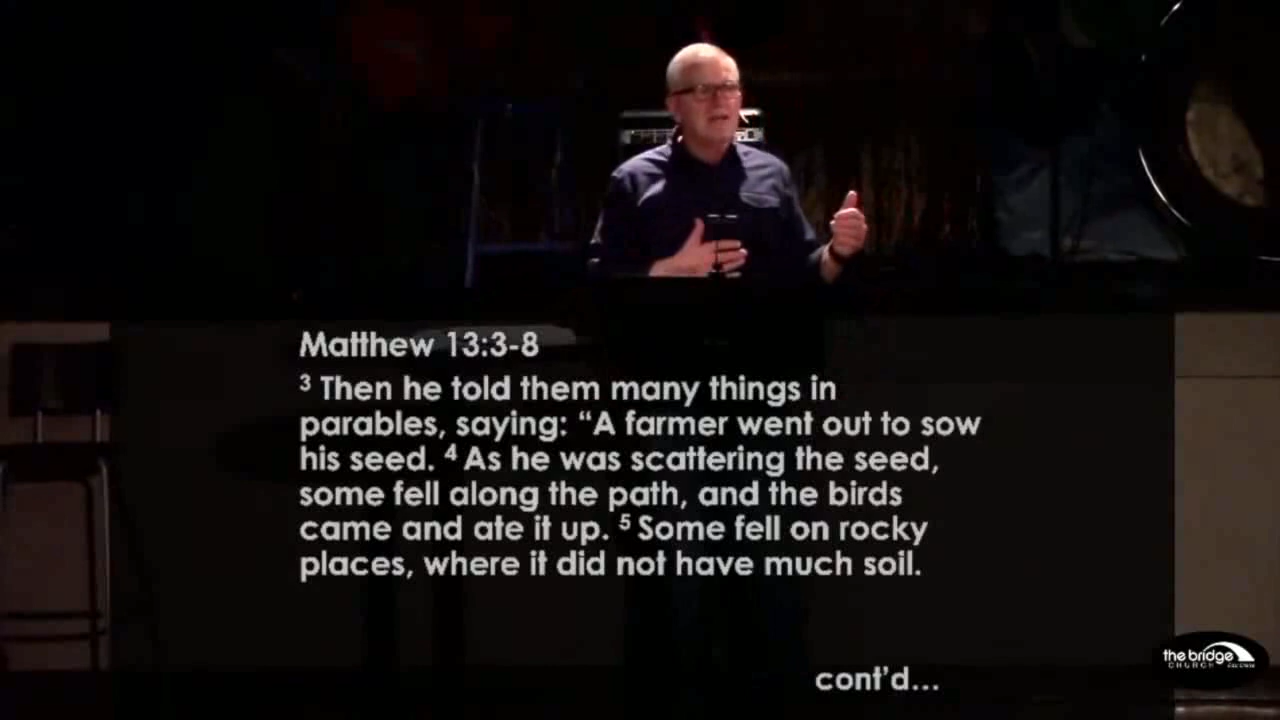 Matthew 13:3-8
³ Then he told them many things in
parables, saying: “A farmer went out to sow
his seed. ⁴ As he was scattering the seed,
some fell along the path, and the birds
came and ate it up. ⁵ Some fell on rocky
places, where it did not have much soil.
cont’d...
the bridge
CHURCH